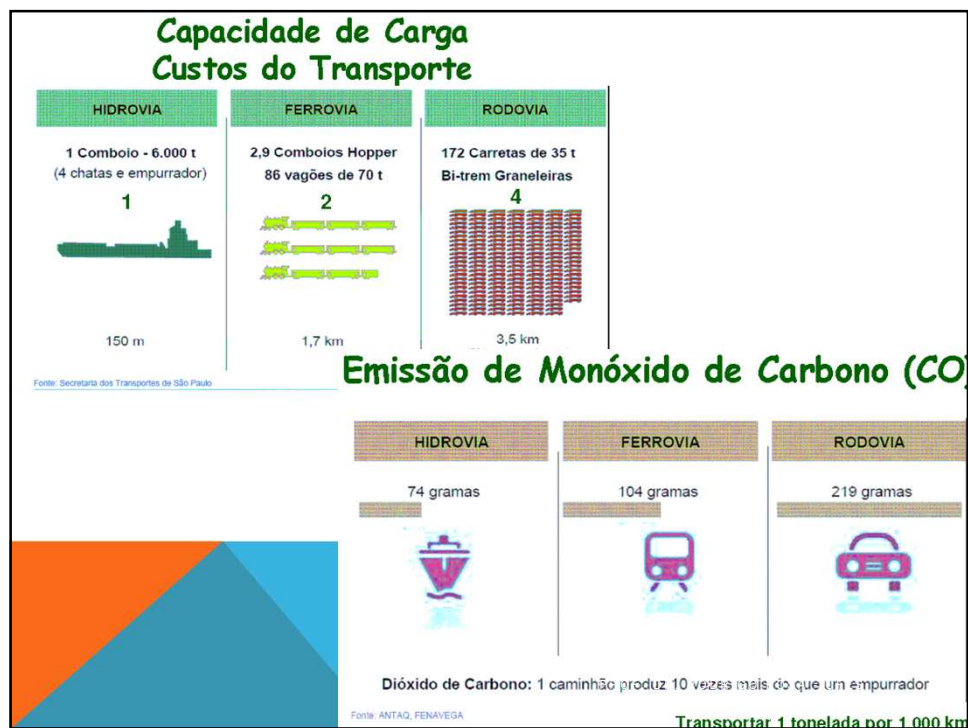 Capacidade de Carga
Custos do Transporte
HIDROVIA
1 Comboio - 6.000 t
(4 chatas e empurrador)
1
150 m
FERROVIA
2,9 Comboios Hopper
86 vagões de 70 t
2
1,7 km
RODOVIA
172 Carretas de 35 t
Bi-trem Graneleiras
4
3,5 km
Fonte: Secretaria dos Transportes de São Paulo
Emissão de Monóxido de Carbono (CO)
HIDROVIA
74 gramas
FERROVIA
104 gramas
RODOVIA
219 gramas
Dióxido de Carbono: 1 caminhão produz 10 vezes mais do que um empurrador
Fonte: ANTAQ, FENAVEGA
Transportar 1 tonelada por 1.000 km